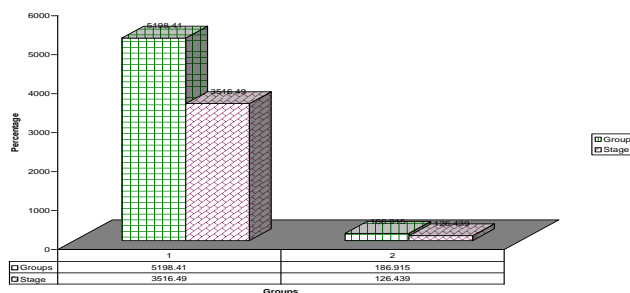 6000
5000
4000
3000
2000
1000
0
Percentage
5198.41
3516.49
186.915
126.439
Group
Stage
1 2
Groups 5198.41 186.915
Stage 3516.49 126.439
Groups